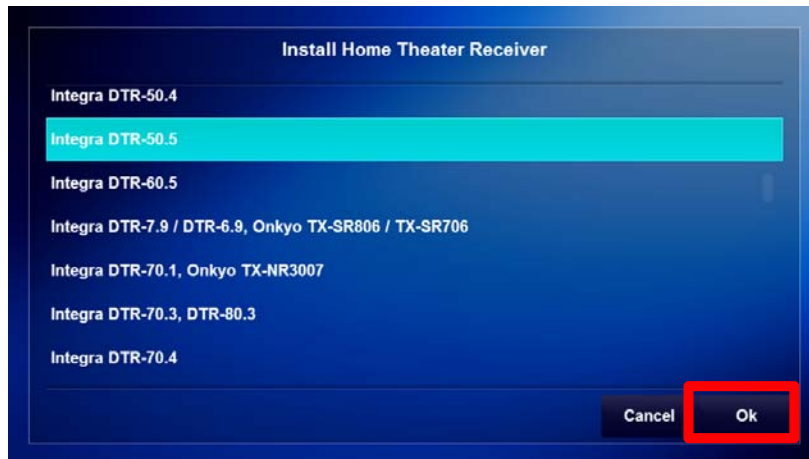 Install Home Theater Receiver
Integra DTR-50.4
Integra DTR-50.5
Integra DTR-60.5
Integra DTR-7.9 / DTR-6.9, Onkyo TX-SR806 / TX-SR706
Integra DTR-70.1, Onkyo TX-NR3007
Integra DTR-70.3, DTR-80.3
Integra DTR-70.4
Cancel Ok